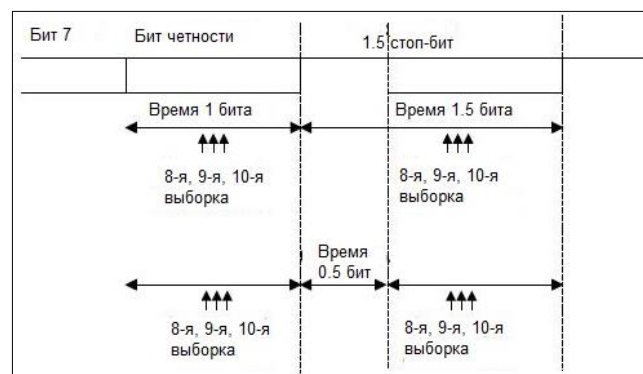 Бит 7
Бит четности
1.5 стоп-бит
Время 1 бита
Время 1.5 бита
8-я, 9-я, 10-я
выборка
8-я, 9-я, 10-я
выборка
Время
0.5 бит
8-я, 9-я, 10-я
выборка
8-я, 9-я, 10-я
выборка